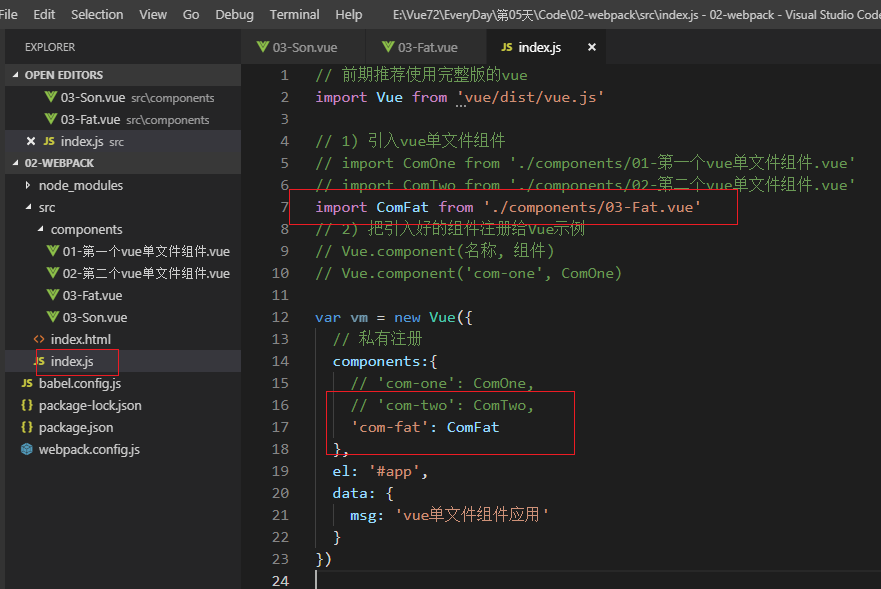 File Edit Selection View Go Debug Terminal Help E:\Vue72\EveryDay\第05天\Code\02-webpack\src\index.js - 02-webpack - Visual Studio Code
EXPLORER
OPEN EDITORS
03-Son.vue src\components
03-Fat.vue src\components
JS index.js src
02-WEBPACK
node_modules
src
components
01-第一个vue单文件组件.vue
02-第二个vue单文件组件.vue
03-Fat.vue
03-Son.vue
index.html
JS index.js
JS babel.config.js
{} package-lock.json
{} package.json
webpack.config.js
03-Son.vue 03-Fat.vue JS index.js
1 // 前期推荐使用完整版的vue
2 import Vue from 'vue/dist/vue.js'
3
4 // 1) 引入vue单文件组件
5 // import ComOne from './components/01-第一个vue单文件组件.vue'
6 // import ComTwo from './components/02-第二个vue单文件组件.vue'
7 import ComFat from './components/03-Fat.vue'
8 // 2) 把引入好的组件注册给Vue示例
9 // Vue.component(名称, 组件)
10 // Vue.component('com-one', ComOne)
11
12 var vm = new Vue({
13 // 私有注册
14 components:{
15 // 'com-one': ComOne,
16 // 'com-two': ComTwo,
17 'com-fat': ComFat
18 },
19 el: '#app',
20 data: {
21 msg: 'vue单文件组件应用'
22 }
23 })
24